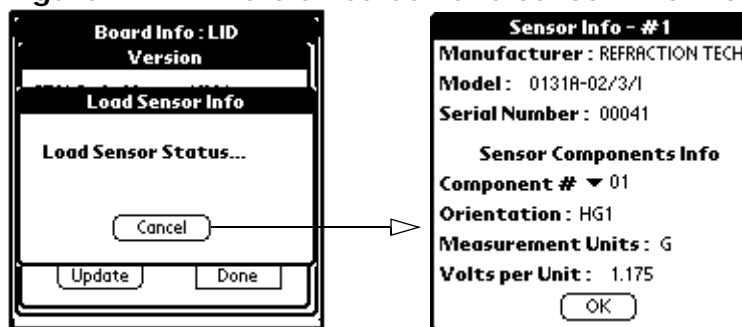 Board Info : LID
Version
Load Sensor Info
Load Sensor Status...
Cancel
Update
Done
Sensor Info - #1
Manufacturer : REFRACTION TECH
Model : 0131A-02/3/I
Serial Number : 00041
Sensor Components Info
Component # ▼ 01
Orientation : HG1
Measurement Units : G
Volts per Unit : 1.175
OK